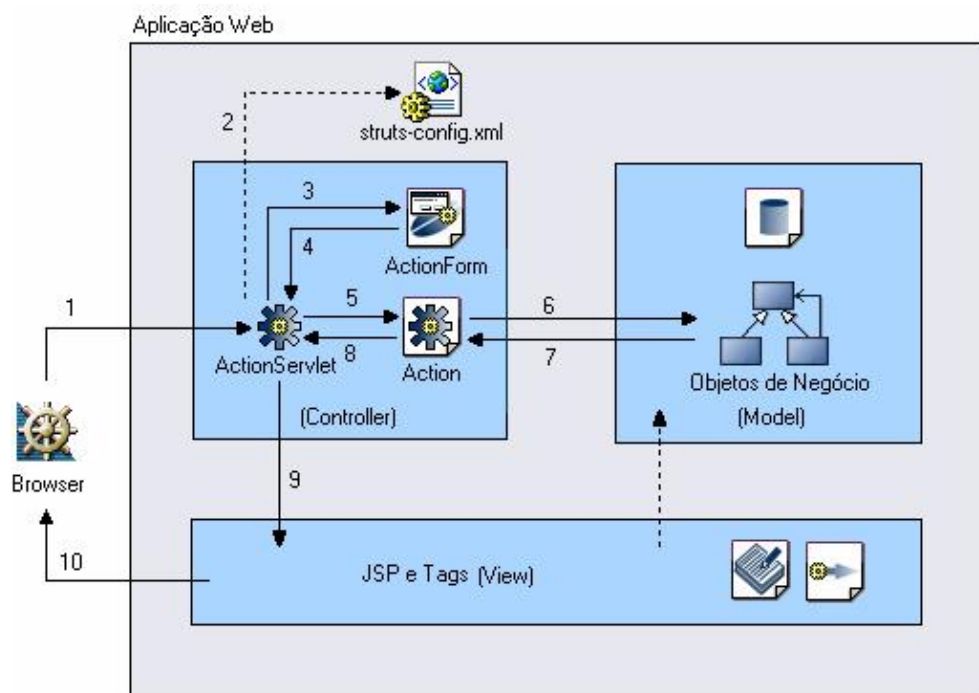 Aplicação Web
2
struts-config.xml
3
4
ActionForm
1
5
6
8
7
ActionServlet
Action
Objetos de Negócio
(Controller)
(Model)
Browser
9
10
JSP e Tags (View)